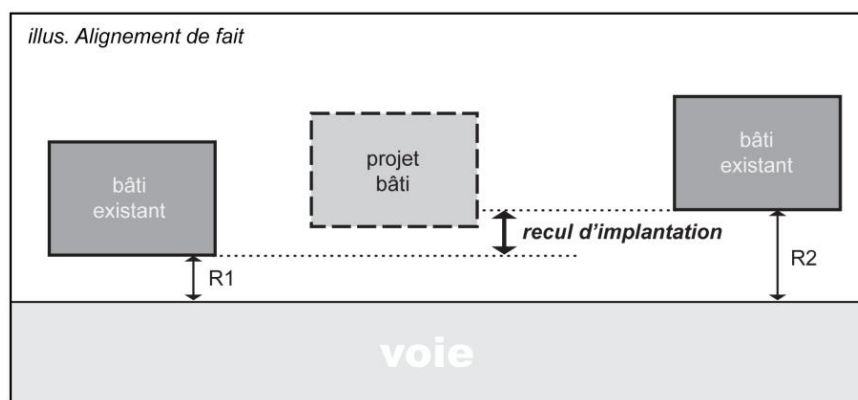 illus. Alignement de fait
bâti
existant
projet
bâti
bâti
existant
recul d'implantation
R1
R2
voie